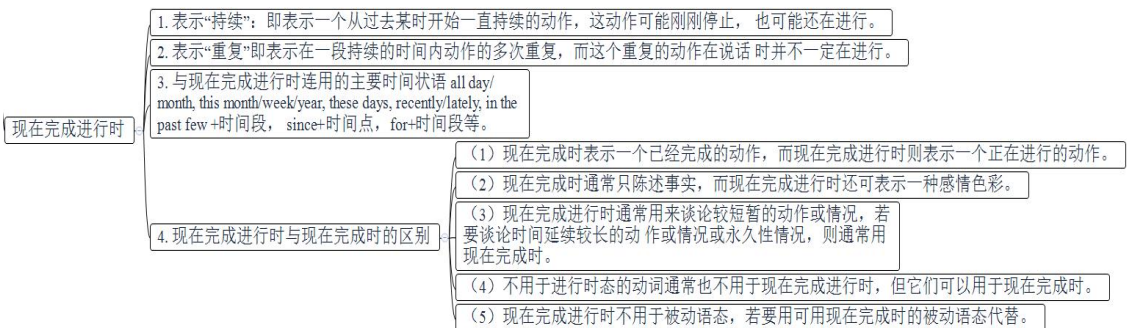 1. 表示“持续”：即表示一个从过去某时开始一直持续的动作，这动作可能刚刚停止， 也可能还在进行。
2. 表示“重复”即表示在一段持续的时间内动作的多次重复，而这个重复的动作在说话 时并不一定在进行。
3. 与现在完成进行时连用的主要时间状语 all day/
month, this month/week/year, these days, recently/lately, in the
past few +时间段， since+时间点，for+时间段等。
现在完成进行时
4. 现在完成进行时与现在完成时的区别
（1）现在完成时表示一个已经完成的动作，而现在完成进行时则表示一个正在进行的动作。
（2）现在完成时通常只陈述事实，而现在完成进行时还可表示一种感情色彩。
（3）现在完成进行时通常用来谈论较短暂的动作或情况，若
要谈论时间延续较长的动 作或情况或永久性情况，则通常用
现在完成时。
（4）不用于进行时态的动词通常也不用于现在完成进行时，但它们可以用于现在完成时。
（5）现在完成进行时不用于被动语态，若要用可用现在完成时的被动语态代替。